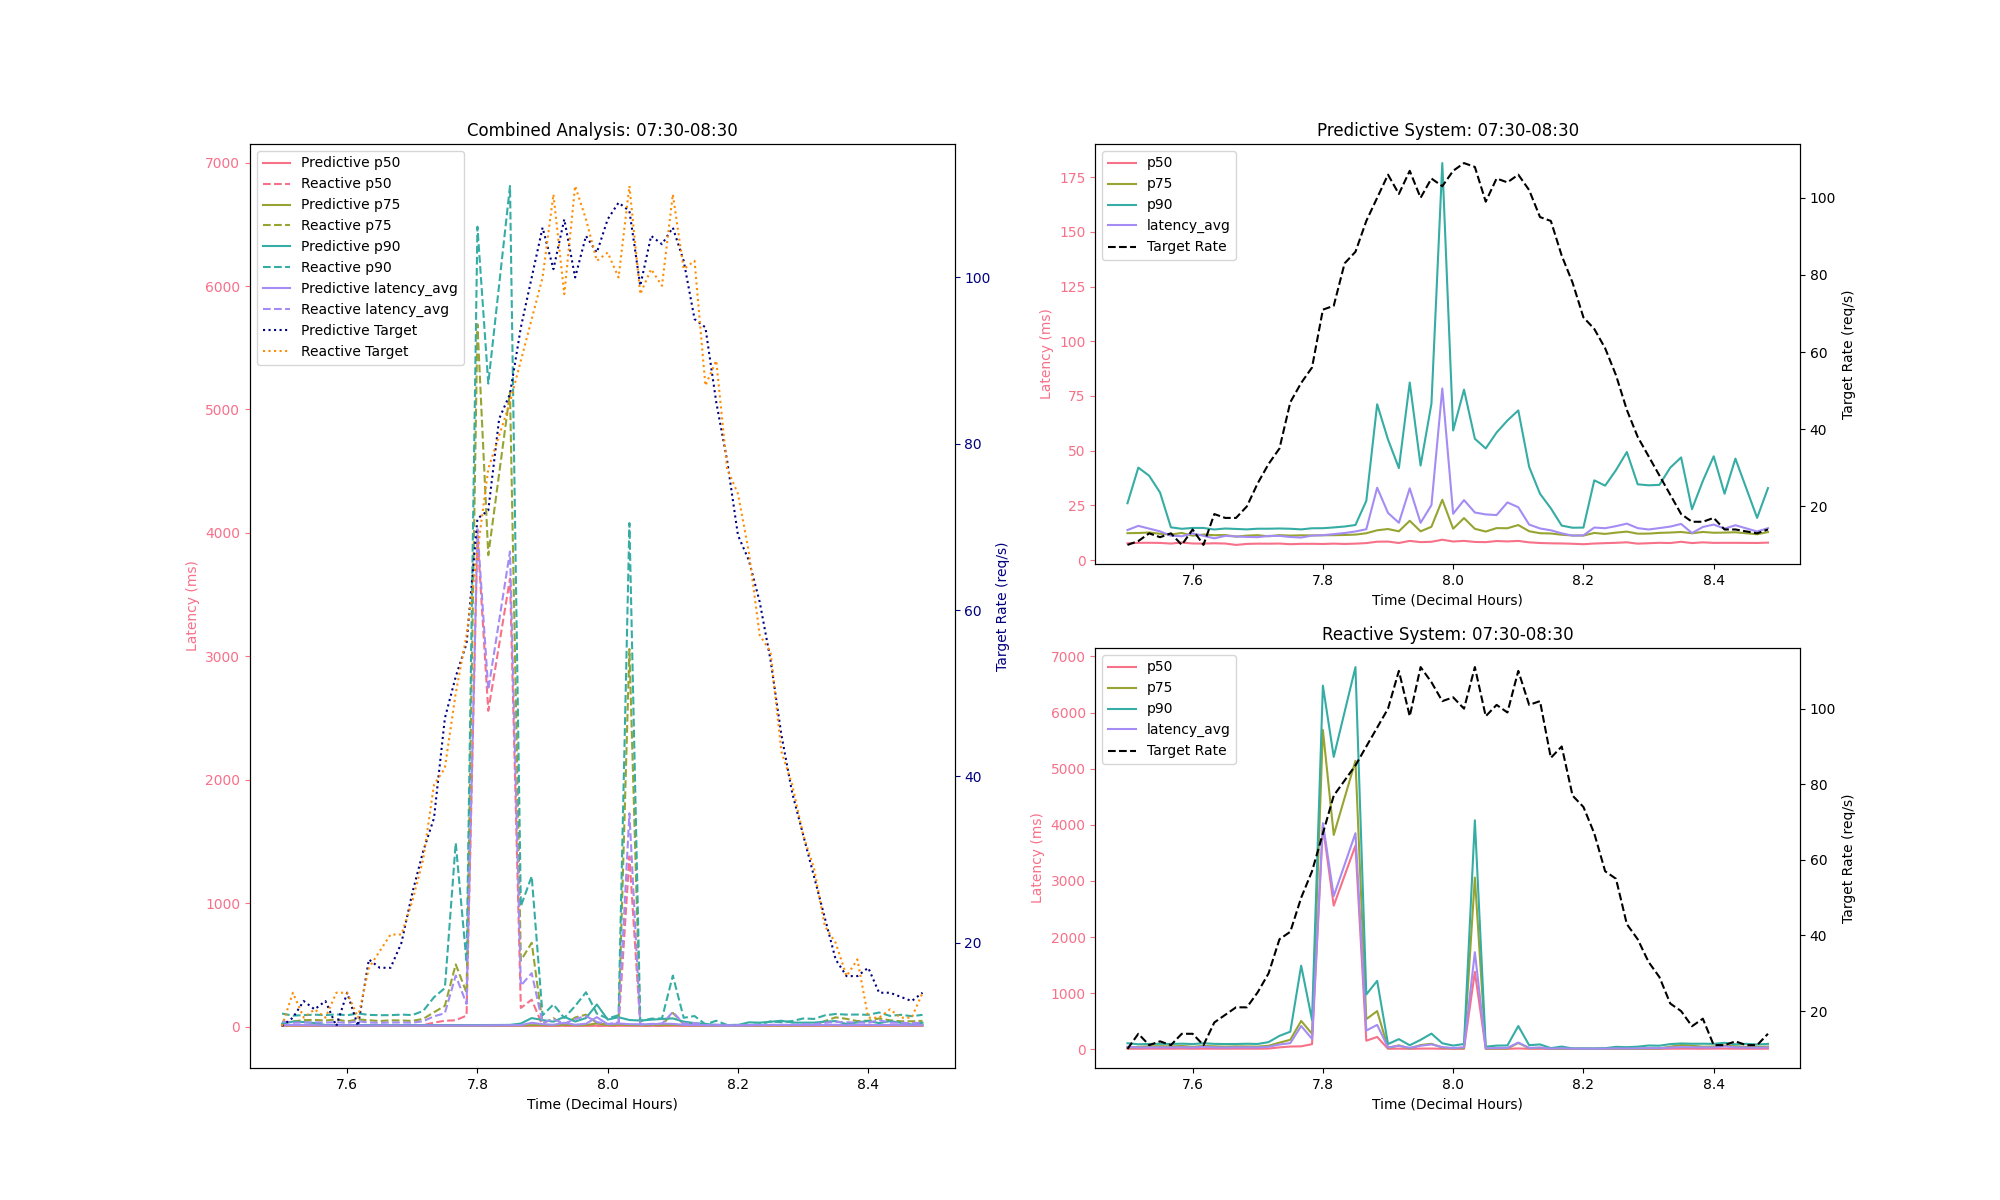 Combined Analysis: 07:30-08:30
Predictive p50
Reactive p50
Predictive p75
Reactive p75
Predictive p90
Reactive p90
Predictive latency_avg
Reactive latency_avg
Predictive Target
Reactive Target
7000
6000
5000
4000
3000
2000
1000
0
Latency (ms)
100
80
60
40
20
Target Rate (req/s)
7.6 7.8 8.0 8.2 8.4
Time (Decimal Hours)
Predictive System: 07:30-08:30
p50
p75
p90
latency_avg
Target Rate
175
150
125
100
75
50
25
0
Latency (ms)
100
80
60
40
20
Target Rate (req/s)
7.6 7.8 8.0 8.2 8.4
Time (Decimal Hours)
Reactive System: 07:30-08:30
p50
p75
p90
latency_avg
Target Rate
7000
6000
5000
4000
3000
2000
1000
0
Latency (ms)
100
80
60
40
20
Target Rate (req/s)
7.6 7.8 8.0 8.2 8.4
Time (Decimal Hours)